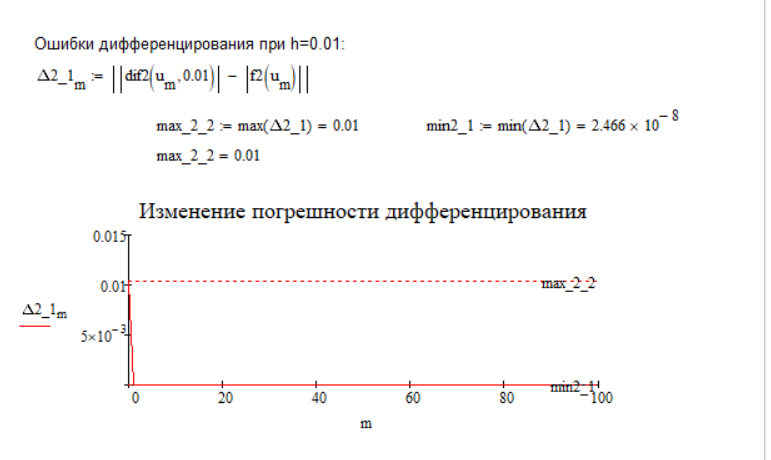 Ошибки дифференцирования при h=0.01:
Δ2_1m := ||dif2(um,0.01)| − |f2(um)||
max_2_2 := max(Δ2_1) = 0.01 min2_1 := min(Δ2_1) = 2.466 × 10^−8
max_2_2 = 0.01
Изменение погрешности дифференцирования
0.015
0.01
max_2_2
Δ2_1m
5×10^−3
min2_1
0 20 40 60 80 100
m